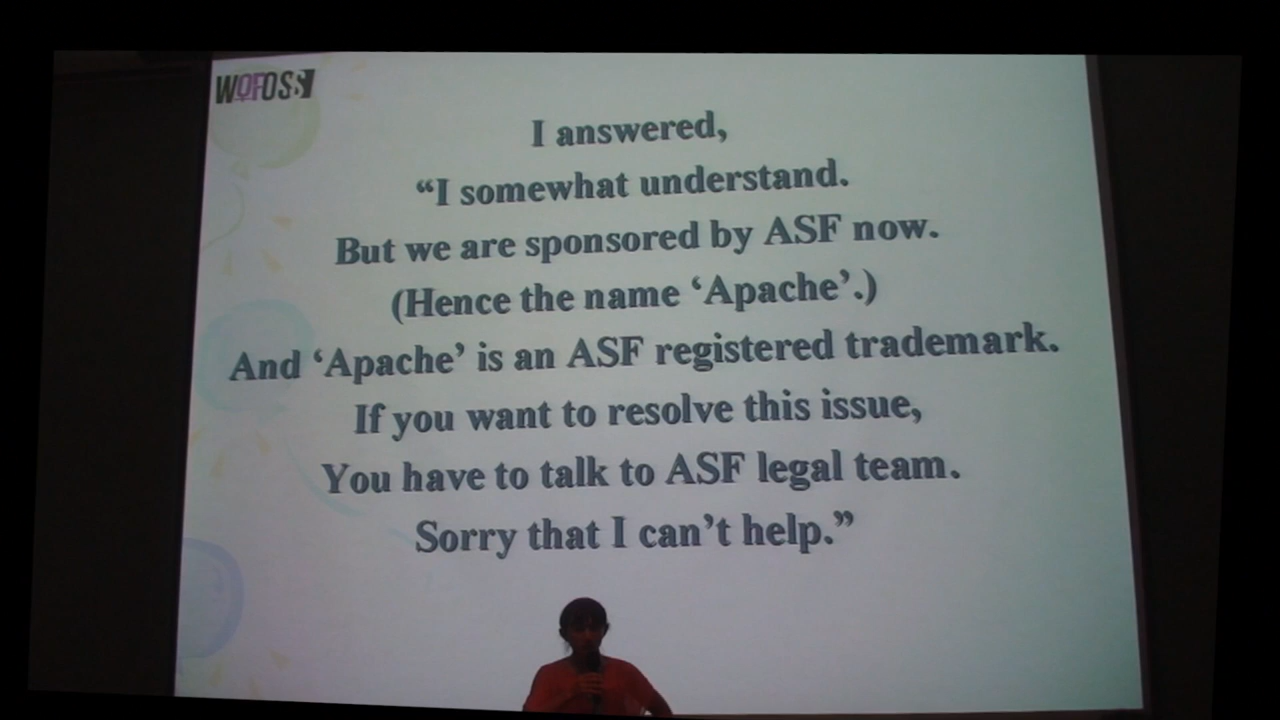 WOFOSS
I answered,
“I somewhat understand.
But we are sponsored by ASF now.
(Hence the name ‘Apache’.)
And ‘Apache’ is an ASF registered trademark.
If you want to resolve this issue,
You have to talk to ASF legal team.
Sorry that I can’t help.”